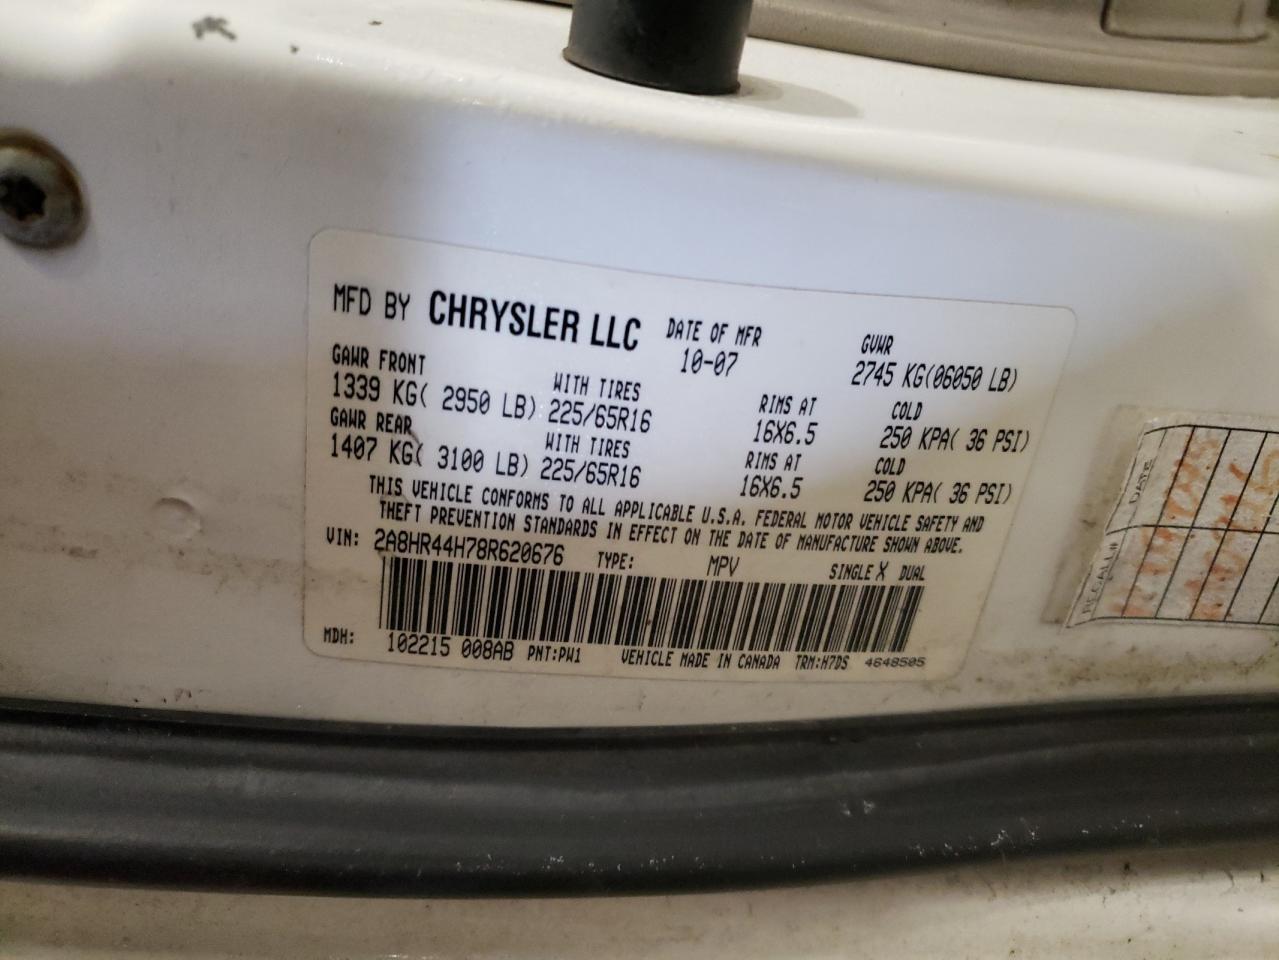 MFD BY CHRYSLER LLC DATE OF MFR GVWR
10-07 2745 KG(06050 LB)
GAWR FRONT WITH TIRES RIMS AT COLD
1339 KG( 2950 LB) 225/65R16 16X6.5 250 KPA( 36 PSI)
GAWR REAR WITH TIRES RIMS AT COLD
1407 KG( 3100 LB) 225/65R16 16X6.5 250 KPA( 36 PSI)
THIS VEHICLE CONFORMS TO ALL APPLICABLE U.S.A. FEDERAL MOTOR VEHICLE SAFETY AND
THEFT PREVENTION STANDARDS IN EFFECT ON THE DATE OF MANUFACTURE SHOWN ABOVE.
VIN: 2A8HR44H78R620676 TYPE: MPV SINGLE X DUAL
MDH: 102215 008AB PNT:PW1 VEHICLE MADE IN CANADA TRM:H7DS 4648505
DATE
RECALL#